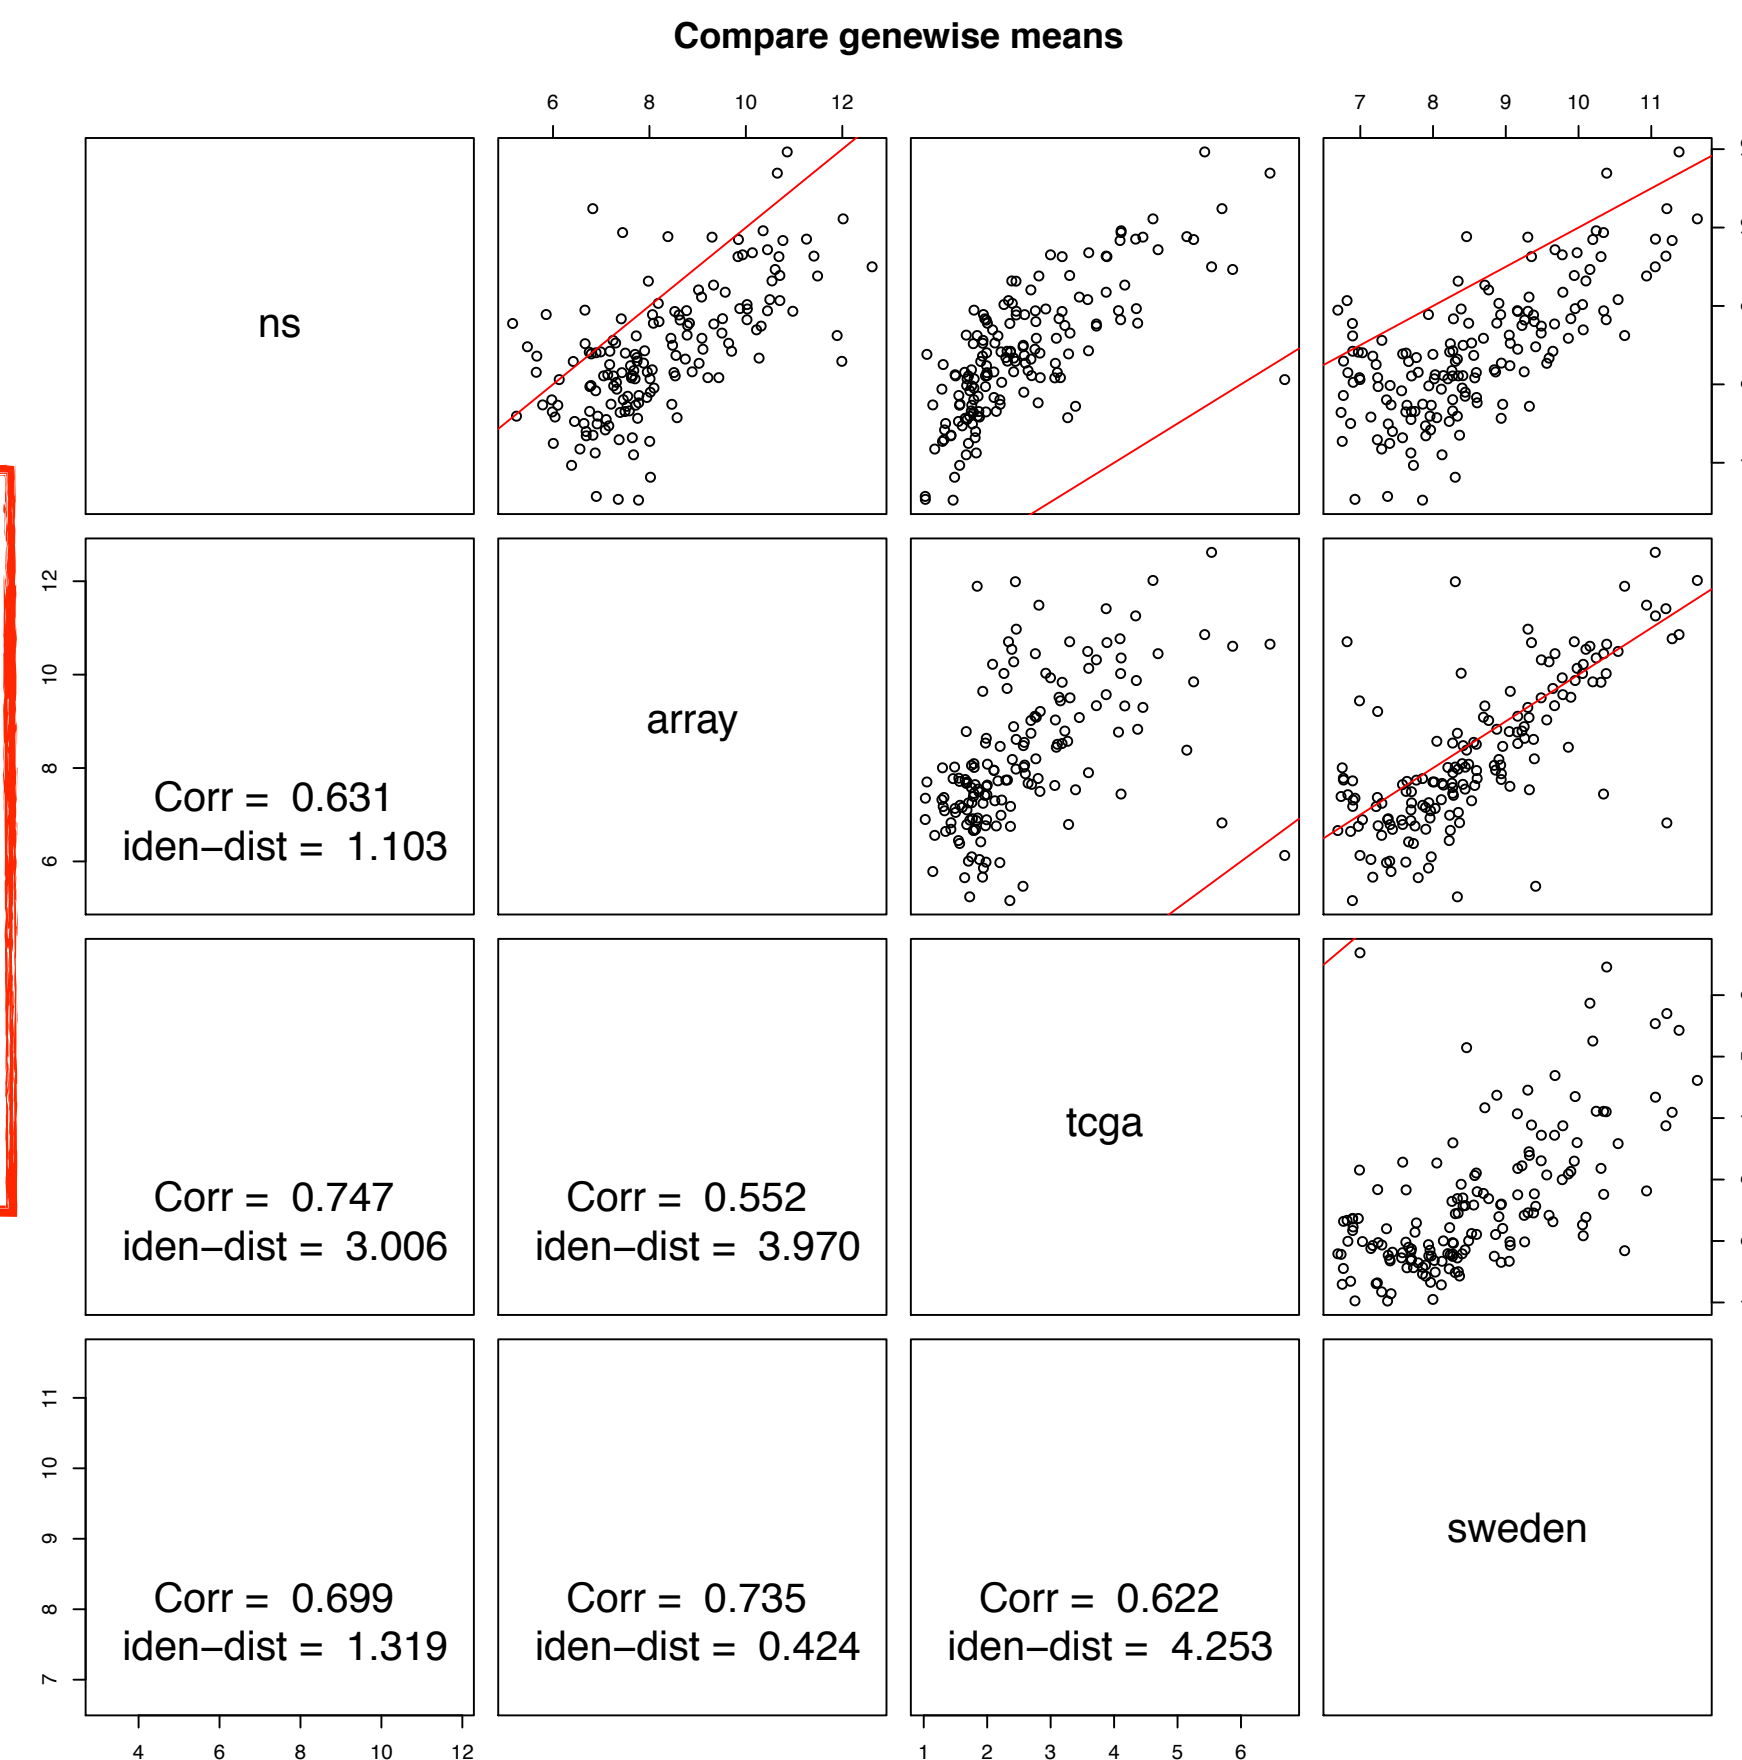 Compare genewise means
6 8 10 12
7 8 9 10 11
ns
12
10
8
6
array
Corr = 0.631
iden−dist = 1.103
tcga
Corr = 0.747
iden−dist = 3.006
Corr = 0.552
iden−dist = 3.970
11
10
9
8
7
sweden
Corr = 0.699
iden−dist = 1.319
Corr = 0.735
iden−dist = 0.424
Corr = 0.622
iden−dist = 4.253
4 6 8 10 12
1 2 3 4 5 6